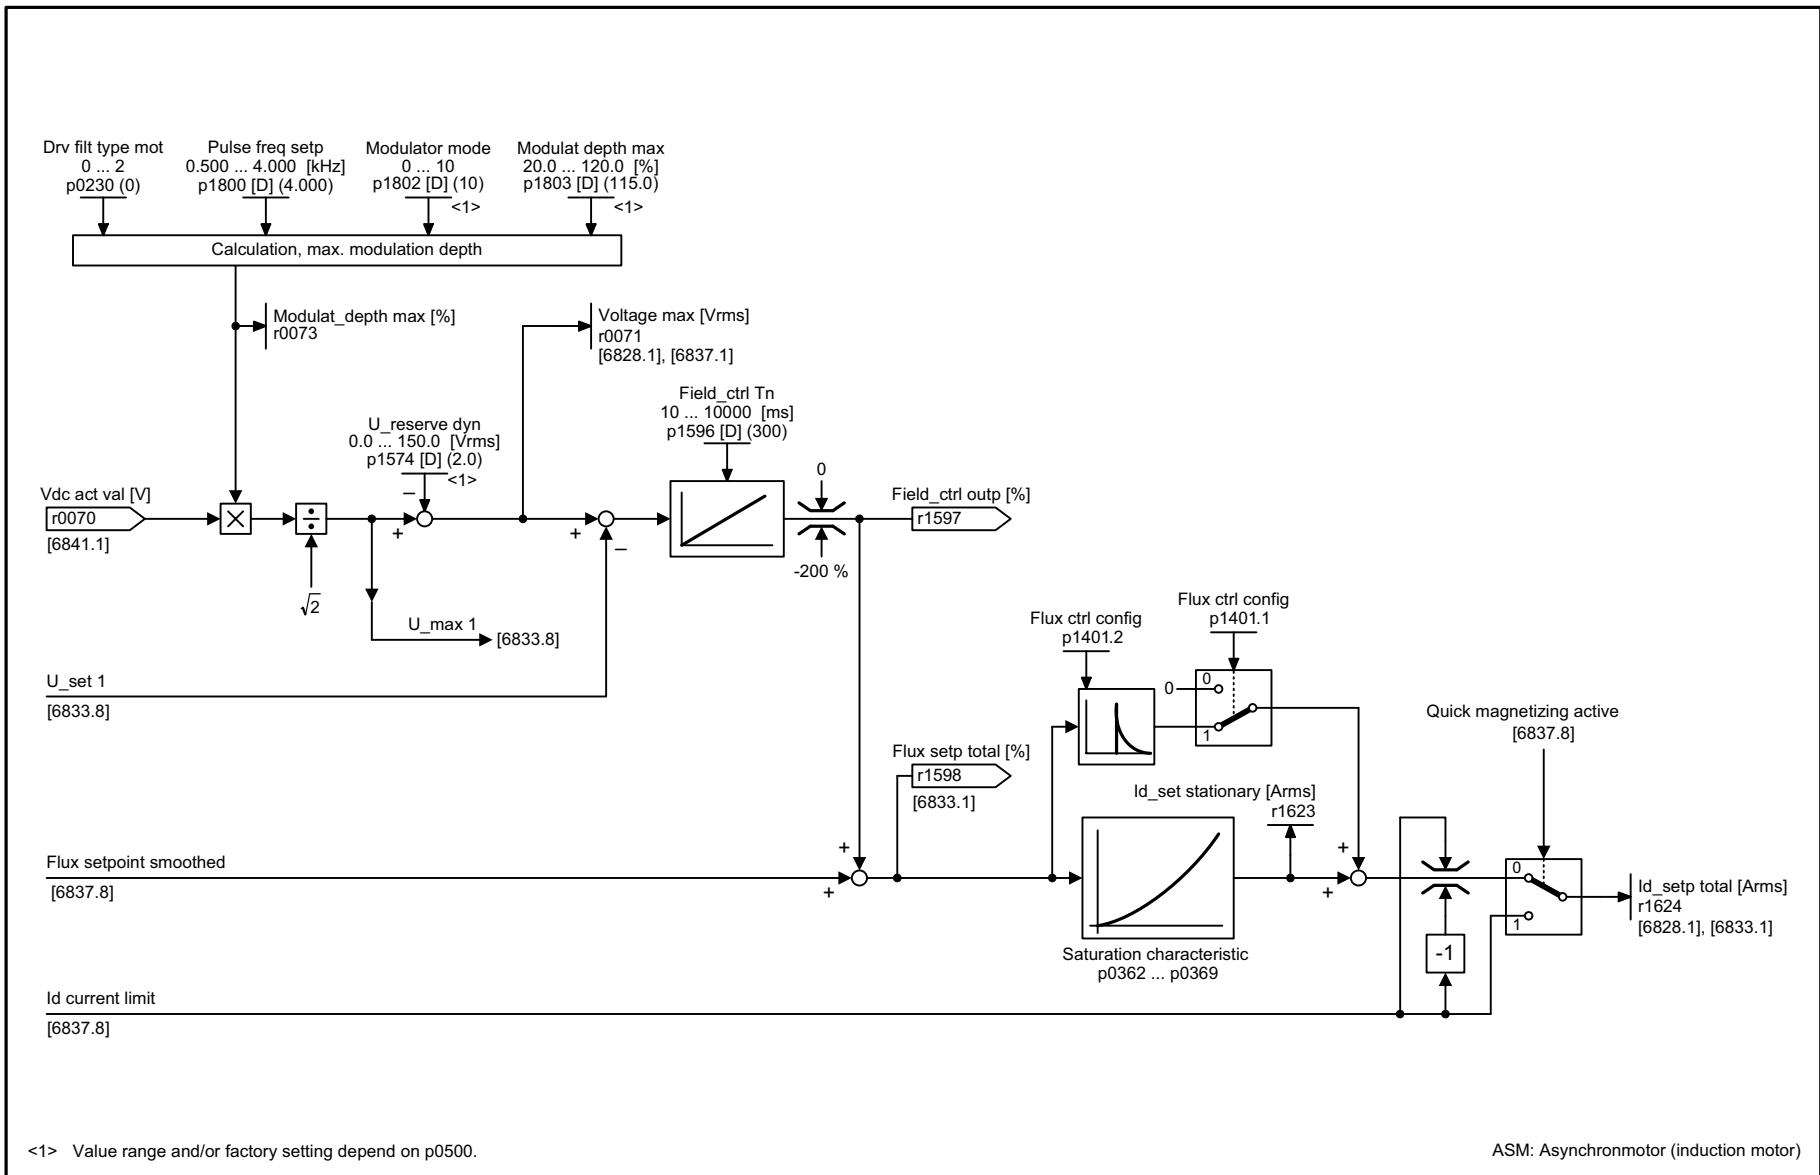 Drv filt type mot
0 ... 2
p0230 (0)
Pulse freq setp
0.500 ... 4.000 [kHz]
p1800 [D] (4.000)
Modulator mode
0 ... 10
p1802 [D] (10)
<1>
Modulat depth max
20.0 ... 120.0 [%]
p1803 [D] (115.0)
<1>
Calculation, max. modulation depth
Modulat_depth max [%]
r0073
Voltage max [Vrms]
r0071
[6828.1], [6837.1]
Field_ctrl Tn
10 ... 10000 [ms]
p1596 [D] (300)
U_reserve dyn
0.0 ... 150.0 [Vrms]
p1574 [D] (2.0)
<1>
–
0
Vdc act val [V]
r0070
[6841.1]
×
÷
+
+
–
Field_ctrl outp [%]
r1597
-200 %
√2
U_max 1
[6833.8]
Flux ctrl config
p1401.1
Flux ctrl config
p1401.2
U_set 1
[6833.8]
0
0
1
Quick magnetizing active
[6837.8]
Flux setp total [%]
r1598
[6833.1]
Id_set stationary [Arms]
r1623
Flux setpoint smoothed
[6837.8]
+
+
+
+
0
1
Id_setp total [Arms]
r1624
[6828.1], [6833.1]
Saturation characteristic
p0362 ... p0369
-1
Id current limit
[6837.8]
<1> Value range and/or factory setting depend on p0500.
ASM: Asynchronmotor (induction motor)